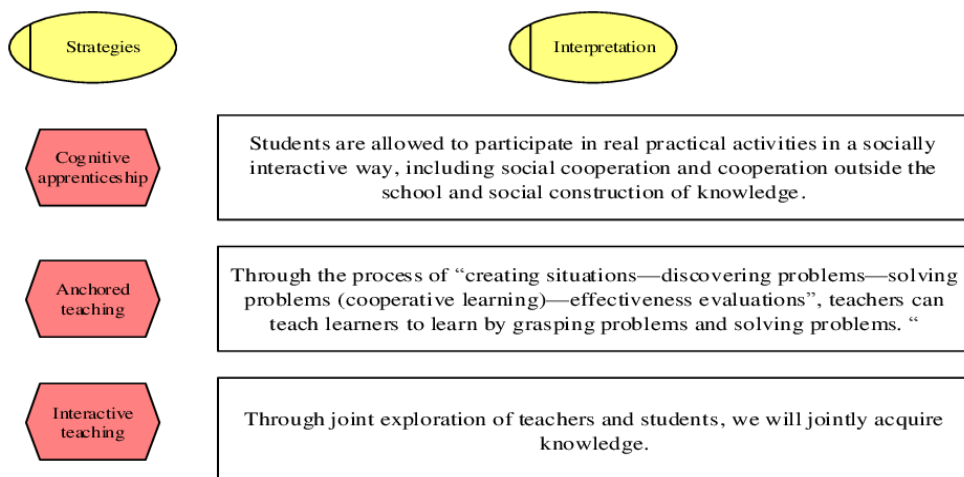 Strategies
Interpretation
Cognitive
apprenticeship
Students are allowed to participate in real practical activities in a socially
interactive way, including social cooperation and cooperation outside the
school and social construction of knowledge.
Anchored
teaching
Through the process of “creating situations—discovering problems—solving
problems (cooperative learning)—effectiveness evaluations”, teachers can
teach learners to learn by grasping problems and solving problems. “
Interactive
teaching
Through joint exploration of teachers and students, we will jointly acquire
knowledge.